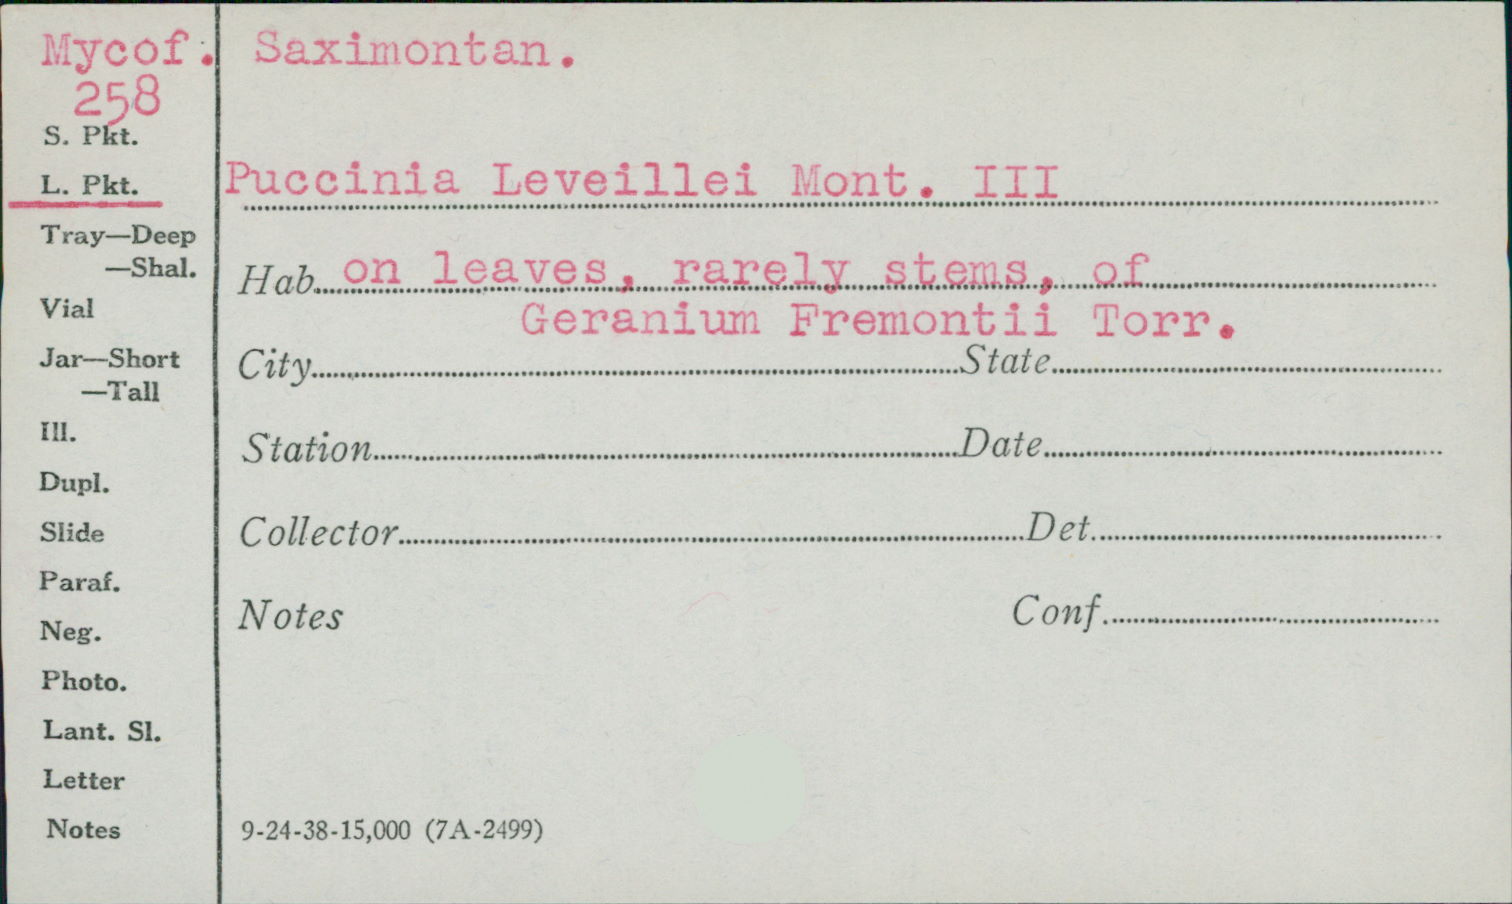 Mycof. Saximontan.
258
S. Pkt.
L. Pkt.
Puccinia Leveillei Mont. III
Tray—Deep
—Shal.
Hab. on leaves, rarely stems, of
Geranium Fremontii Torr.
Vial
Jar—Short
—Tall
City State
Ill.
Station Date
Dupl.
Slide
Collector Det.
Paraf.
Neg.
Notes Conf.
Photo.
Lant. Sl.
Letter
Notes
9-24-38-15,000 (7A-2499)